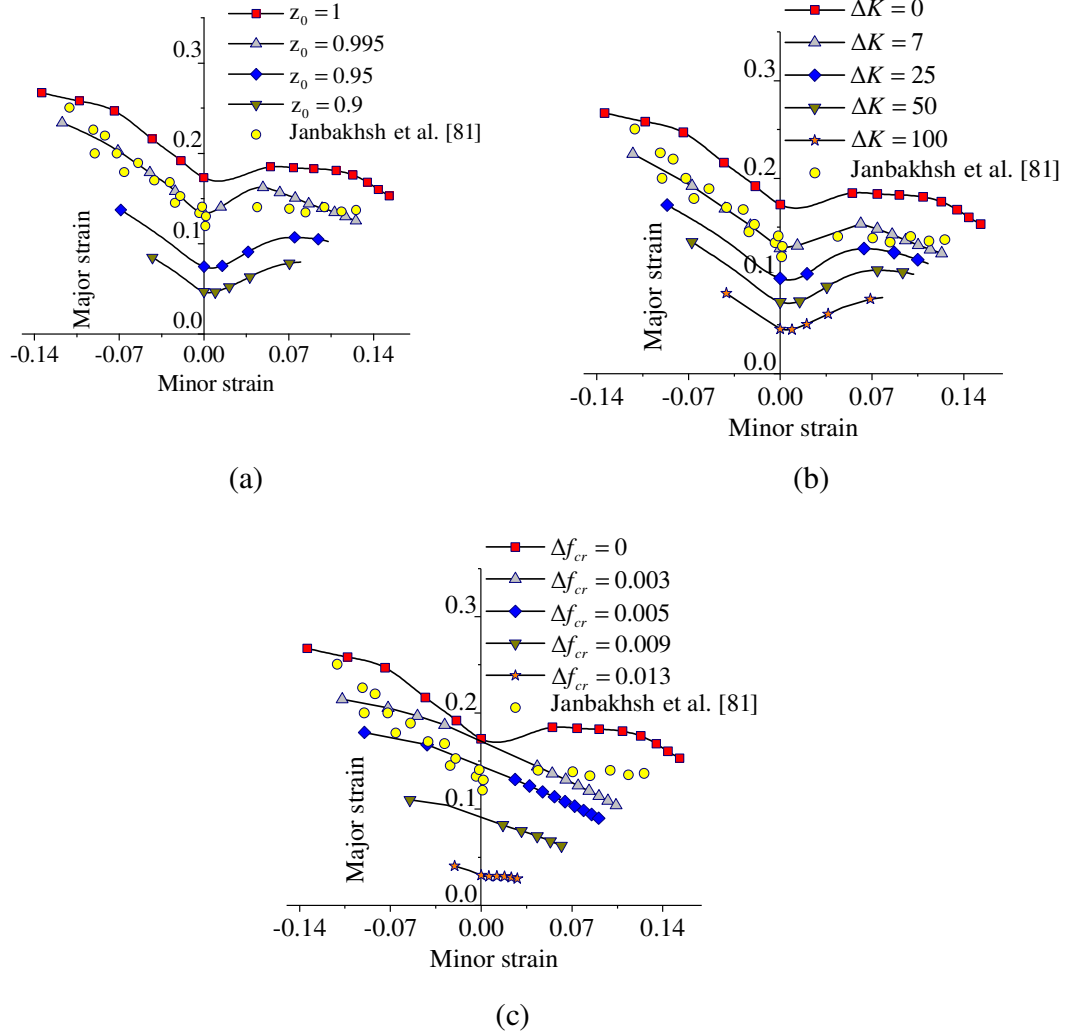 z₀ = 1
z₀ = 0.995
z₀ = 0.95
z₀ = 0.9
Janbakhsh et al. [81]
0.3
0.2
0.1
0.0
Major strain
-0.14 -0.07 0.00 0.07 0.14
Minor strain
(a)
ΔK = 0
ΔK = 7
ΔK = 25
ΔK = 50
ΔK = 100
Janbakhsh et al. [81]
0.3
0.2
0.1
0.0
Major strain
-0.14 -0.07 0.00 0.07 0.14
Minor strain
(b)
Δf_cr = 0
Δf_cr = 0.003
Δf_cr = 0.005
Δf_cr = 0.009
Δf_cr = 0.013
Janbakhsh et al. [81]
0.3
0.2
0.1
0.0
Major strain
-0.14 -0.07 0.00 0.07 0.14
Minor strain
(c)